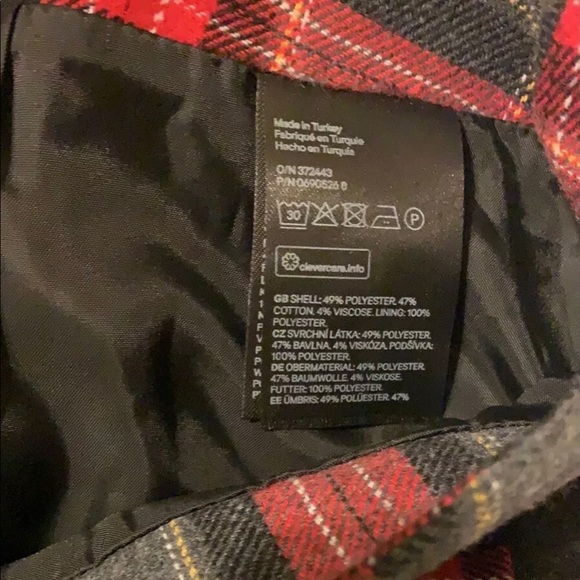 Made in Turkey
Fabriqué en Turquie
Hecho en Turquía
O/N 372443
P/N 0690526 8
30 P
clevercare.info
GB SHELL: 49% POLYESTER. 47%
COTTON. 4% VISCOSE. LINING: 100%
POLYESTER.
CZ SVRCHNÍ LÁTKA: 49% POLYESTER.
47% BAVLNA. 4% VISKÓZA. PODŠÍVKA:
100% POLYESTER.
DE OBERMATERIAL: 49% POLYESTER.
47% BAUMWOLLE. 4% VISKOSE.
FUTTER: 100% POLYESTER.
EE ÜMBRIS: 49% POLÜESTER. 47%